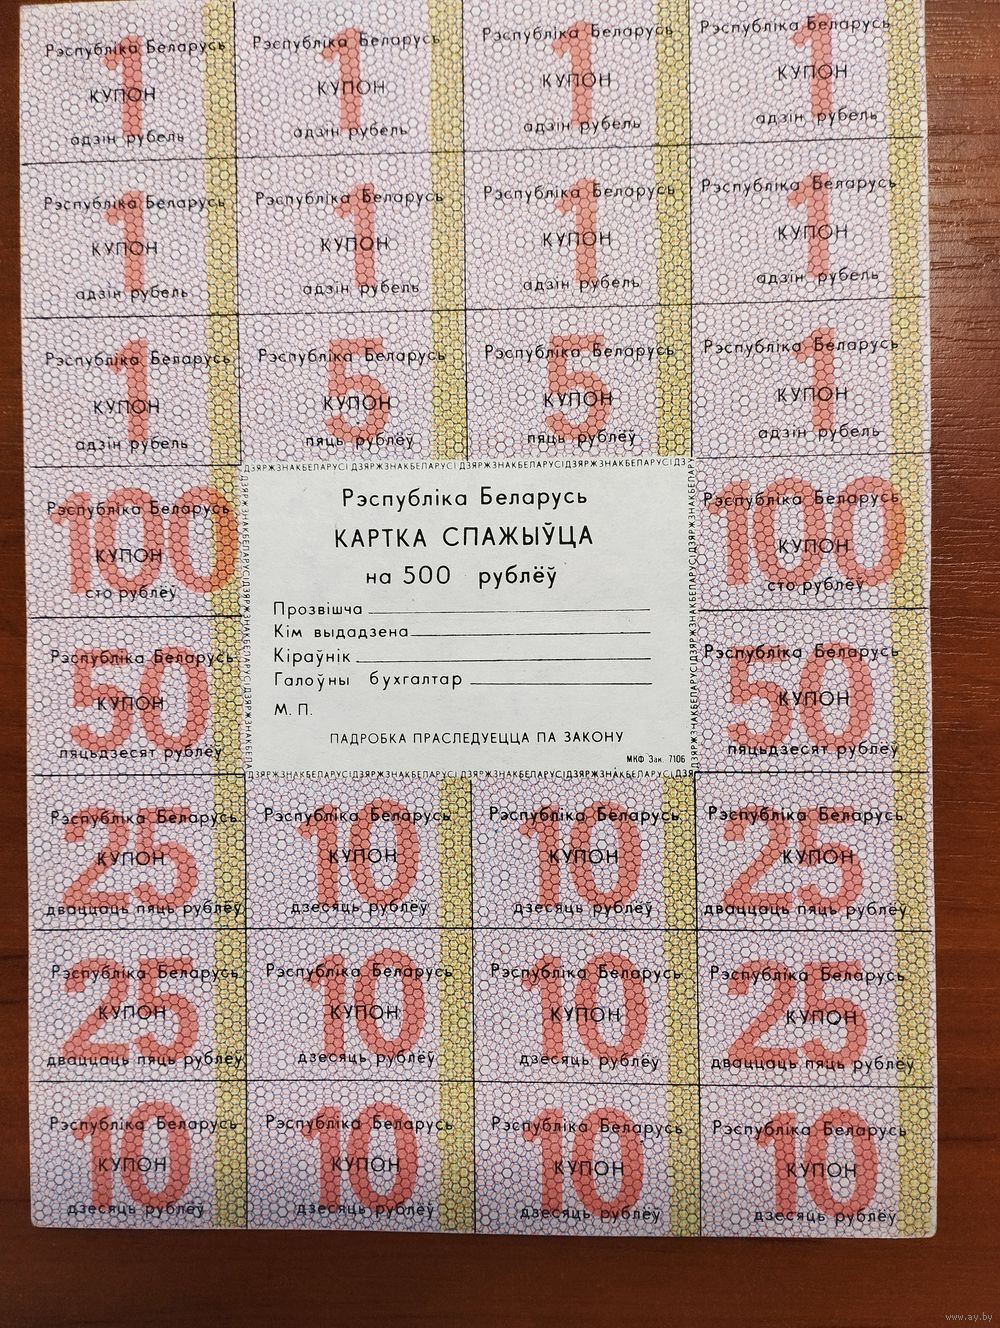 Рэспубліка Беларусь Рэспубліка Беларусь Рэспубліка Беларусь Рэспубліка Беларусь
1 1 1 1
КУПОН КУПОН КУПОН КУПОН
адзін рубель адзін рубель адзін рубель адзін рубель
Рэспубліка Беларусь Рэспубліка Беларусь Рэспубліка Беларусь Рэспубліка Беларусь
1 1 1 1
КУПОН КУПОН КУПОН КУПОН
адзін рубель адзін рубель адзін рубель адзін рубель
Рэспубліка Беларусь Рэспубліка Беларусь Рэспубліка Беларусь Рэспубліка Беларусь
1 5 5 1
КУПОН КУПОН КУПОН КУПОН
адзін рубель пяць рублёў пяць рублёў адзін рубель
ДЗЯРЖЗНАКБЕЛАРУСІ ДЗЯРЖЗНАКБЕЛАРУСІ ДЗЯРЖЗНАКБЕЛАРУСІ ДЗЯРЖЗНАКБЕЛАРУСІ ДЗ
Рэспубліка Беларусь
100
КУПОН
сто рублёў
Рэспубліка Беларусь
50
КУПОН
пяцьдзесят рублёў
Рэспубліка Беларусь
КАРТКА СПАЖЫЎЦА
на 500 рублёў
Прозвішча
Кім выдадзена
Кіраўнік
Галоўны бухгалтар
М. П.
ПАДРОБКА ПРАСЛЕДУЕЦЦА ПА ЗАКОНУ
МКФ Зак. 7106
Рэспубліка Беларусь
100
КУПОН
сто рублёў
Рэспубліка Беларусь
50
КУПОН
пяцьдзесят рублёў
ДЗЯРЖЗНАКБЕЛАРУСІ ДЗЯРЖЗНАКБЕЛАРУСІ ДЗЯРЖЗНАКБЕЛАРУСІ ДЗЯРЖЗНАКБЕЛАРУСІ ДЗЯ
Рэспубліка Беларусь Рэспубліка Беларусь Рэспубліка Беларусь Рэспубліка Беларусь
25 10 10 25
КУПОН КУПОН КУПОН КУПОН
дваццаць пяць рублёў дзесяць рублёў дзесяць рублёў дваццаць пяць рублёў
Рэспубліка Беларусь Рэспубліка Беларусь Рэспубліка Беларусь Рэспубліка Беларусь
25 10 10 25
КУПОН КУПОН КУПОН КУПОН
дваццаць пяць рублёў дзесяць рублёў дзесяць рублёў дваццаць пяць рублёў
Рэспубліка Беларусь Рэспубліка Беларусь Рэспубліка Беларусь Рэспубліка Беларусь
10 10 10 10
КУПОН КУПОН КУПОН КУПОН
дзесяць рублёў дзесяць рублёў дзесяць рублёў дзесяць рублёў
www.ay.by